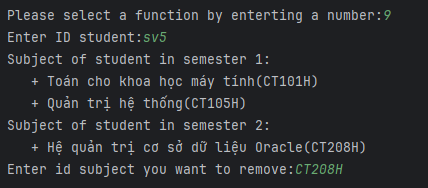 Please select a function by enterting a number:9
Enter ID student:sv5
Subject of student in semester 1:
+ Toán cho khoa học máy tính(CT101H)
+ Quản trị hệ thống(CT105H)
Subject of student in semester 2:
+ Hệ quản trị cơ sở dữ liệu Oracle(CT208H)
Enter id subject you want to remove:CT208H